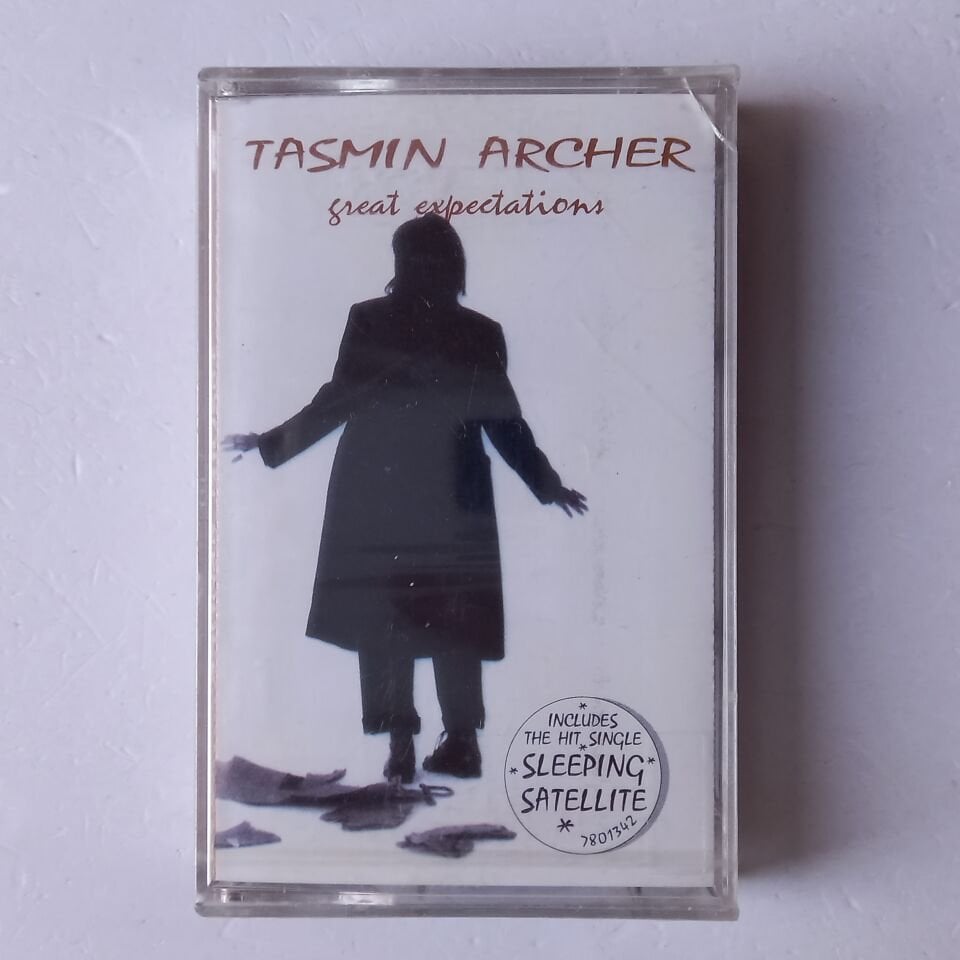 TASMIN ARCHER
great expectations
INCLUDES
THE HIT SINGLE
SLEEPING
SATELLITE
7801342